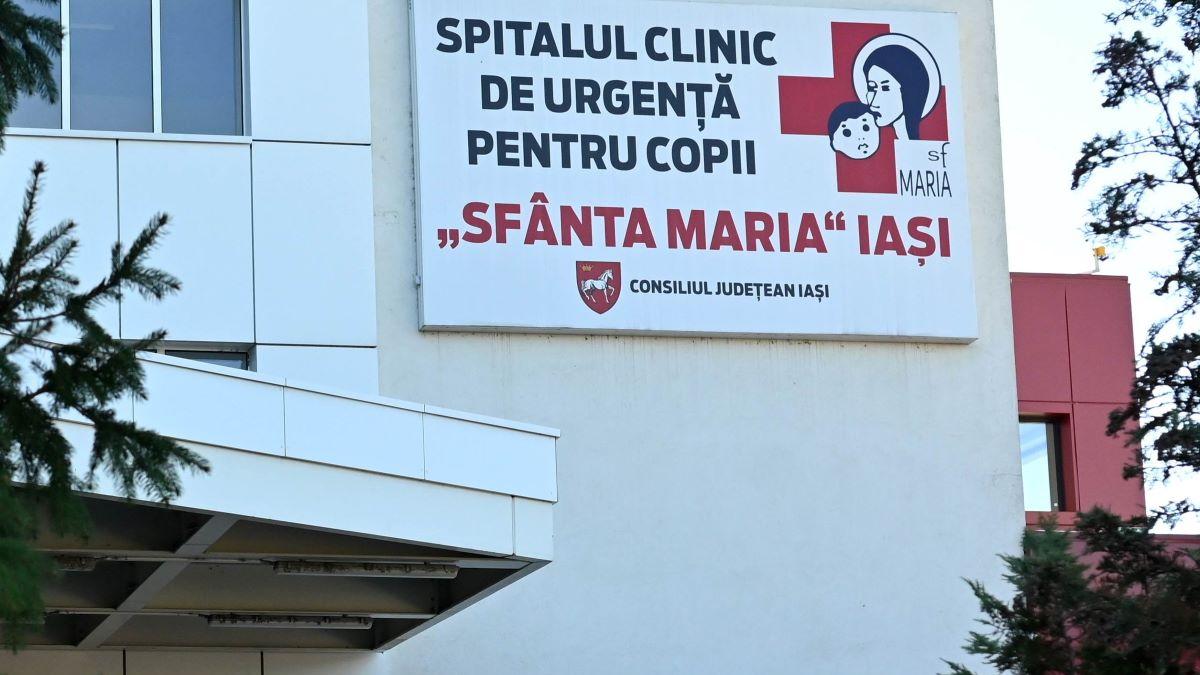 SPITALUL CLINIC
DE URGENȚĂ
PENTRU COPII
„SFÂNTA MARIA“ IAȘI
sf
MARIA
CONSILIUL JUDEȚEAN IAȘI